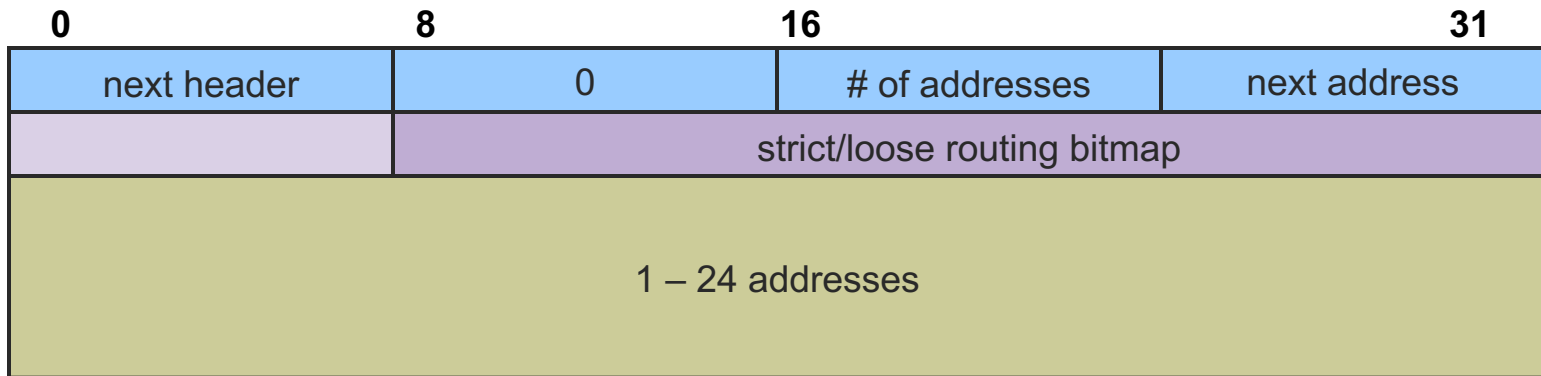 0 8 16 31
next header 0 # of addresses next address
strict/loose routing bitmap
1 – 24 addresses